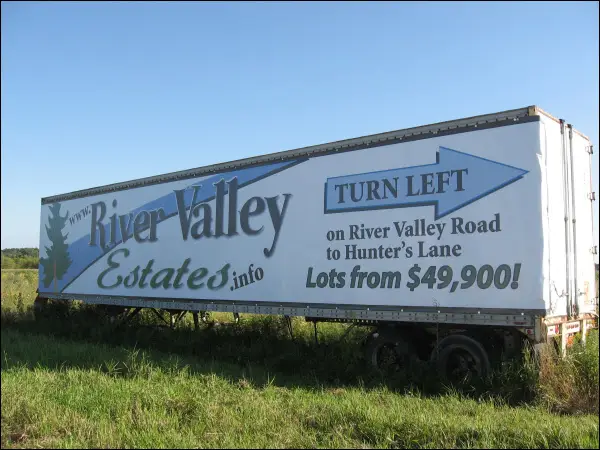 www.River Valley
Estates.info
TURN LEFT
on River Valley Road
to Hunter's Lane
Lots from $49,900!